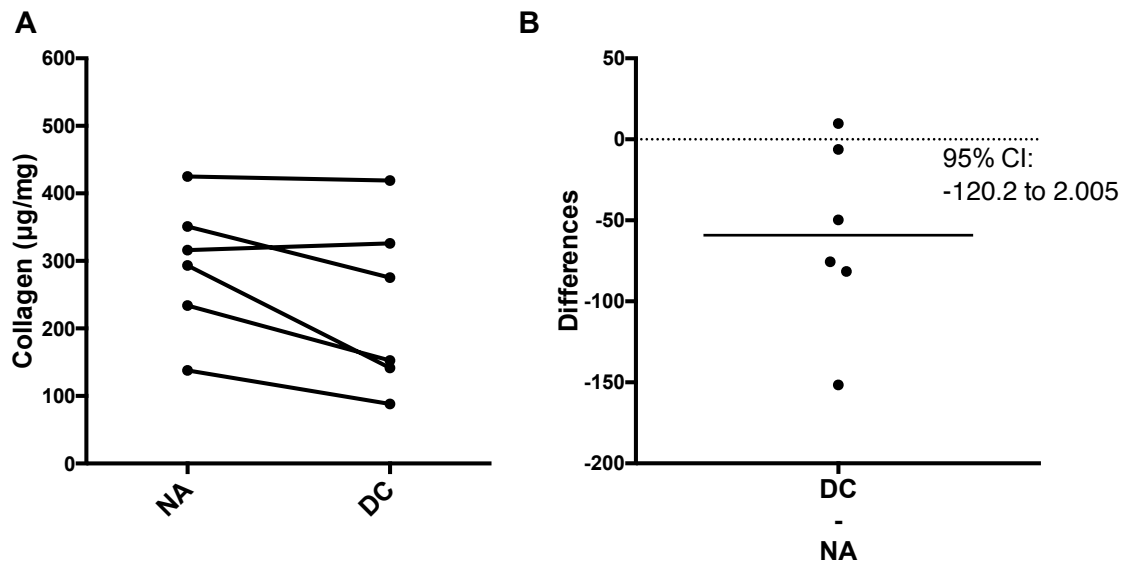 A
Collagen (µg/mg)
600
500
400
300
200
100
0
NA
DC
B
Differences
50
0
-50
-100
-150
-200
95% CI:
-120.2 to 2.005
DC
-
NA